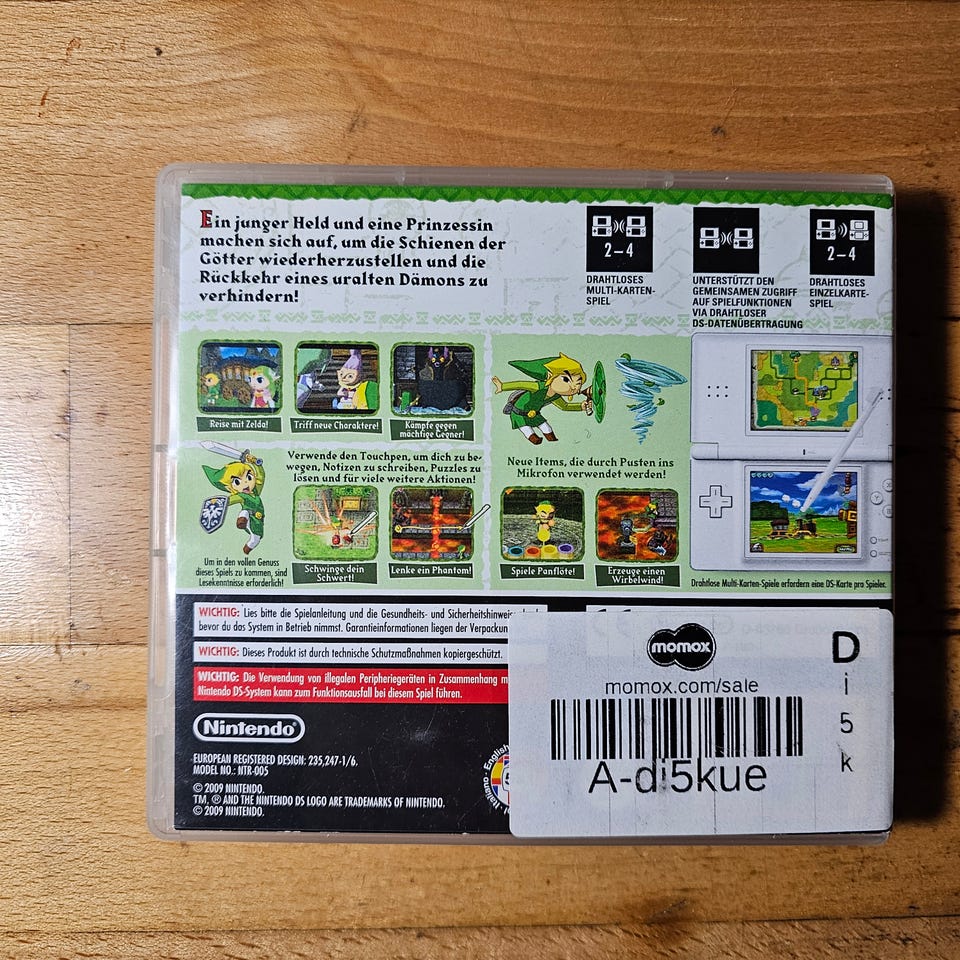 Ein junger Held und eine Prinzessin
machen sich auf, um die Schienen der
Götter wiederherzustellen und die
Rückkehr eines uralten Dämons zu
verhindern!
2–4
DRAHTLOSES
MULTI-KARTEN-
SPIEL
UNTERSTÜTZT DEN
GEMEINSAMEN ZUGRIFF
AUF SPIELFUNKTIONEN
VIA DRAHTLOSER
DS-DATENÜBERTRAGUNG
2–4
DRAHTLOSES
EINZELKARTE-
SPIEL
Reise mit Zelda!
Triff neue Charaktere!
Kämpfe gegen
mächtige Gegner!
Verwende den Touchpen, um dich zu be-
wegen, Notizen zu schreiben, Puzzles zu
lösen und für viele weitere Aktionen!
Um in den vollen Genuss
dieses Spiels zu kommen, sind
Lesekenntnisse erforderlich!
Schwinge dein
Schwert!
Lenke ein Phantom!
Neue Items, die durch Pusten ins
Mikrofon verwendet werden!
Spiele Panflöte!
Erzeuge einen
Wirbelwind!
Drahtlose Multi-Karten-Spiele erfordern eine DS-Karte pro Spieler.
WICHTIG: Lies bitte die Spielanleitung und die Gesundheits- und Sicherheitshinweise
bevor du das System in Betrieb nimmst. Garantieinformationen liegen der Verpackun
WICHTIG: Dieses Produkt ist durch technische Schutzmaßnahmen kopiergeschützt.
WICHTIG: Die Verwendung von illegalen Peripheriegeräten in Zusammenhang m
Nintendo DS-System kann zum Funktionsausfall bei diesem Spiel führen.
Nintendo®
EUROPEAN REGISTERED DESIGN: 235,247-1/6.
MODEL NO.: NTR-005
© 2009 NINTENDO.
TM, ® AND THE NINTENDO DS LOGO ARE TRADEMARKS OF NINTENDO.
© 2009 NINTENDO.
Italiano · English
momox
momox.com/sale
A-di5kue
D
i
5
k